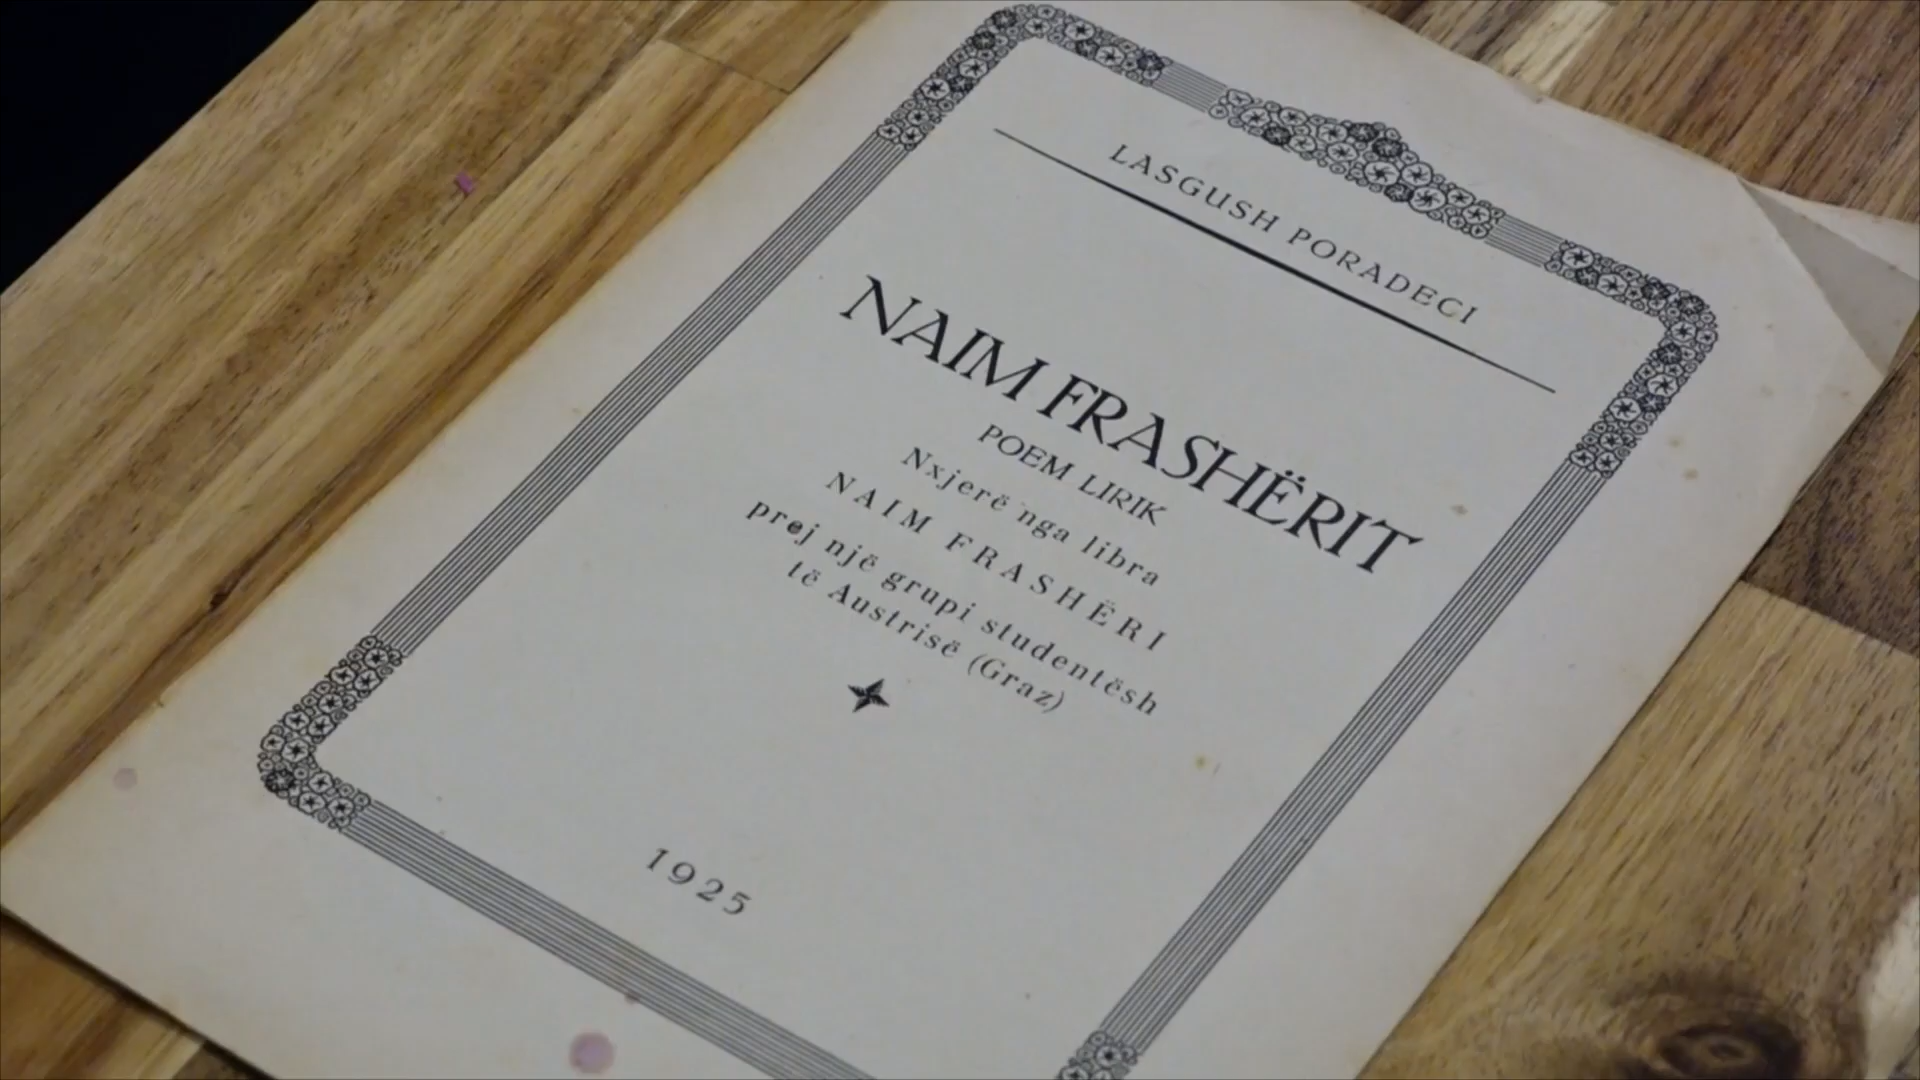 LASGUSH PORADECI
NAIM FRASHËRIT
POEM LIRIK
Nxjerë nga libra
NAIM FRASHËRI
prej një grupi studentësh
të Austrisë (Graz)
1925